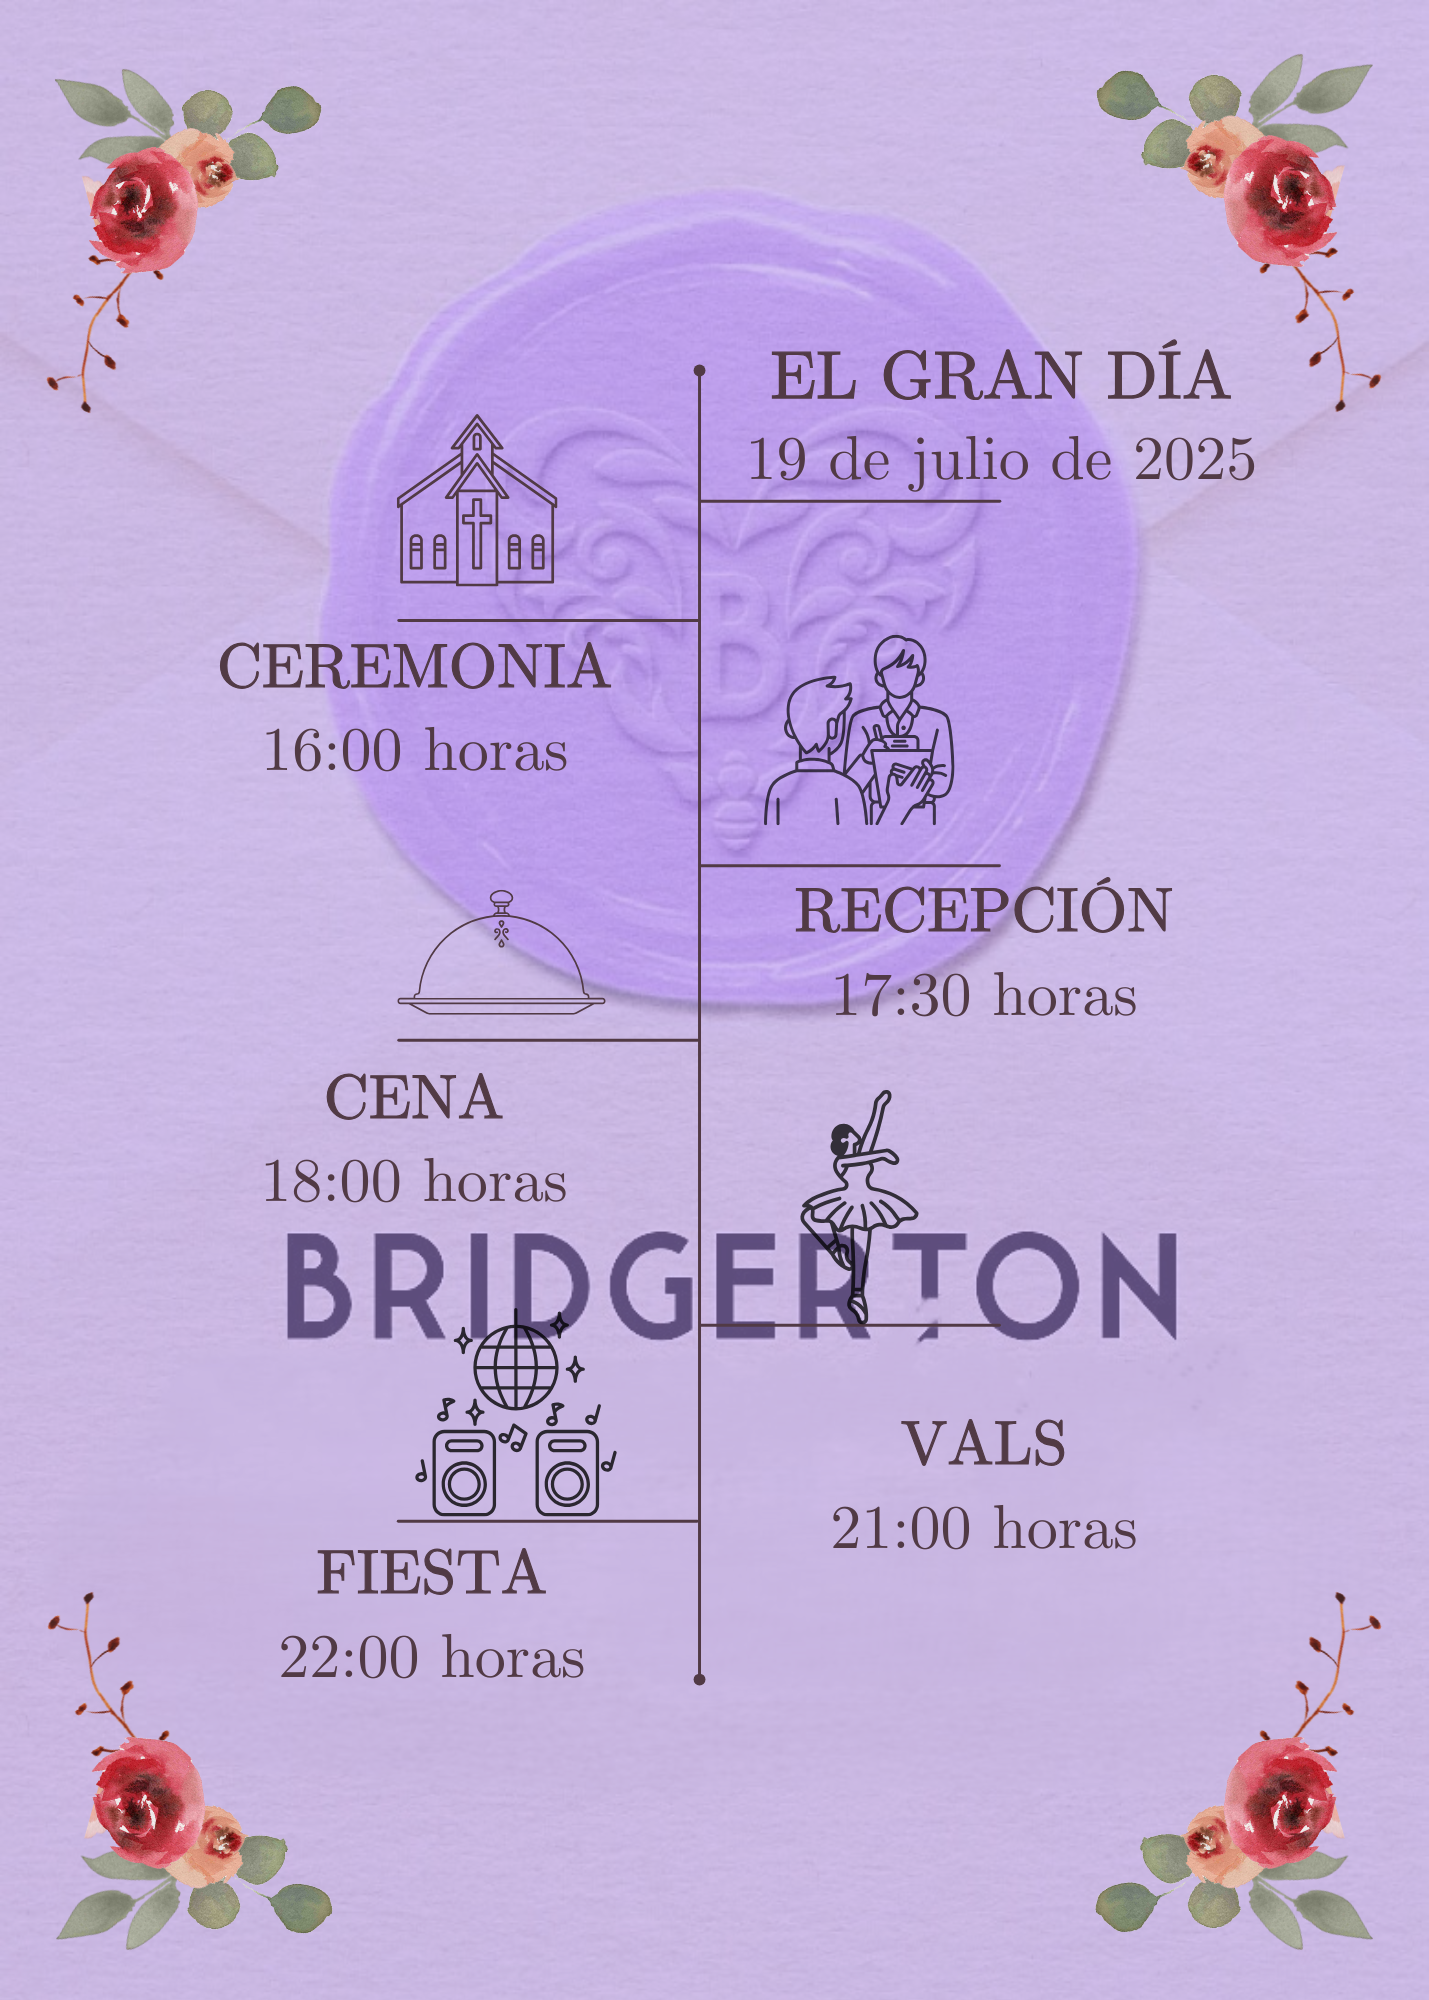 EL GRAN DÍA
19 de julio de 2025
B
CEREMONIA
16:00 horas
RECEPCIÓN
17:30 horas
CENA
18:00 horas
BRIDGERTON
VALS
21:00 horas
FIESTA
22:00 horas